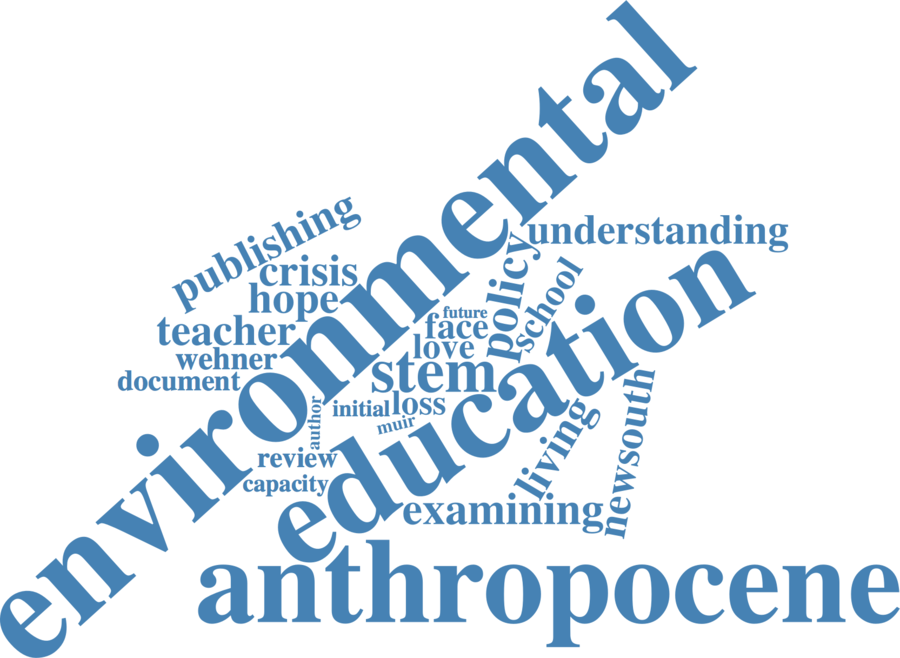 environmental
publishing
understanding
crisis
policy
school
hope
education
future
teacher
face
love
wehner
stem
document
newsouth
author
initial
loss
muir
living
review
capacity
examining
anthropocene